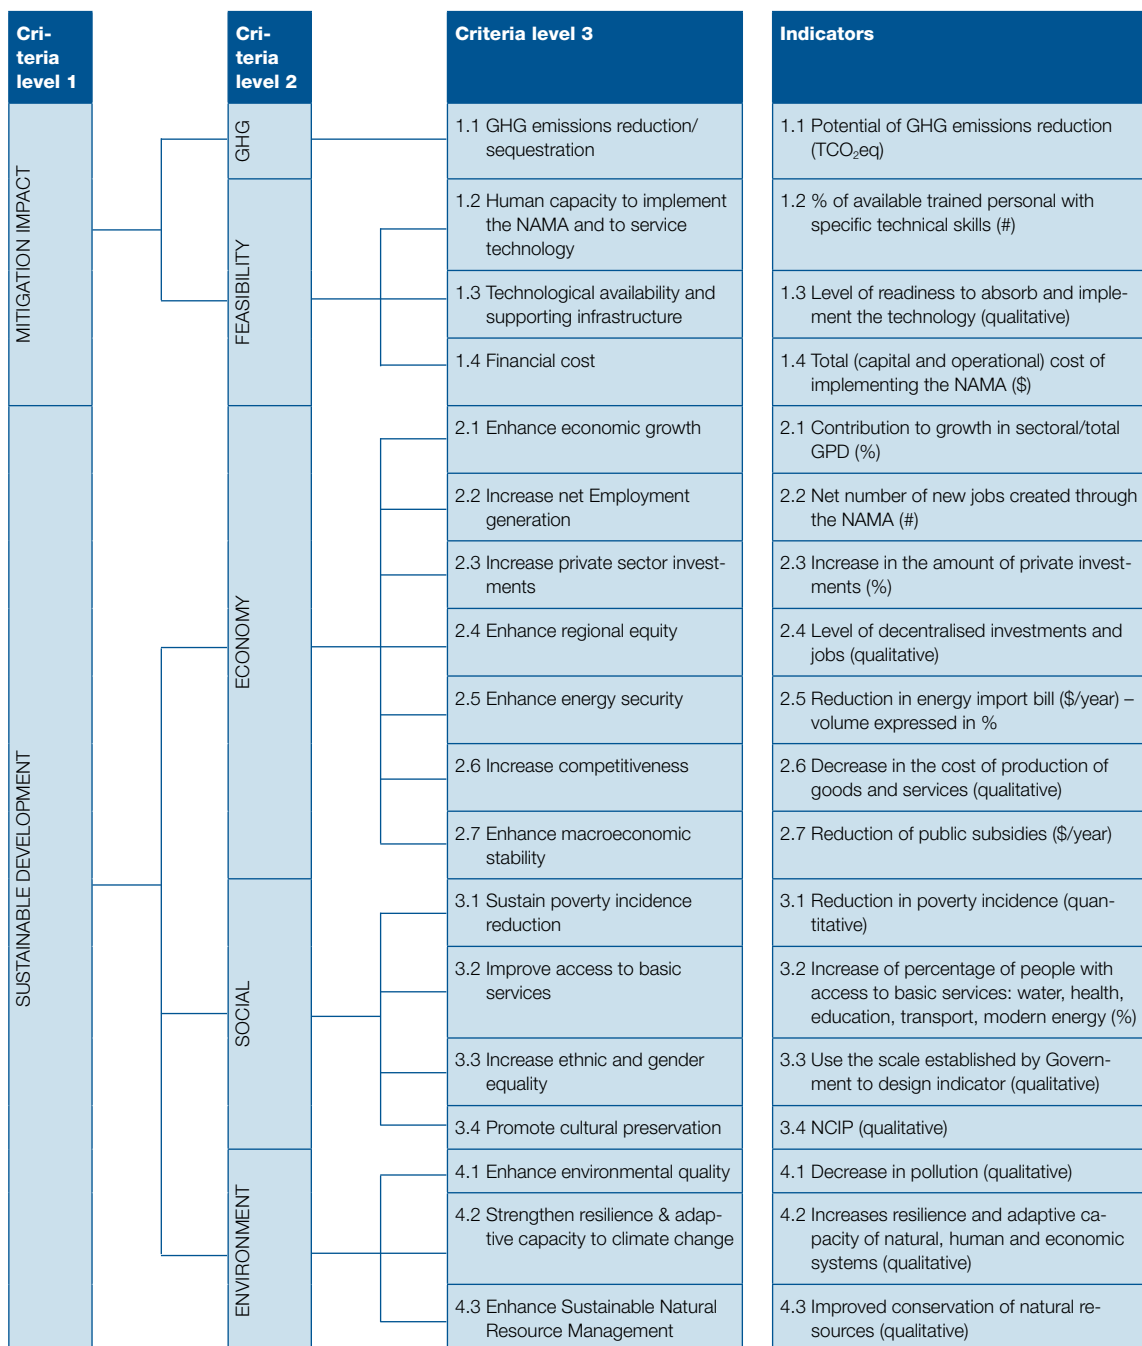 Cri-
teria
level 1
Cri-
teria
level 2
Criteria level 3
Indicators
MITIGATION IMPACT
GHG
1.1 GHG emissions reduction/
sequestration
1.1 Potential of GHG emissions reduction
(TCO₂eq)
FEASIBILITY
1.2 Human capacity to implement
the NAMA and to service
technology
1.2 % of available trained personal with
specific technical skills (#)
1.3 Technological availability and
supporting infrastructure
1.3 Level of readiness to absorb and imple-
ment the technology (qualitative)
1.4 Financial cost
1.4 Total (capital and operational) cost of
implementing the NAMA ($)
SUSTAINABLE DEVELOPMENT
ECONOMY
2.1 Enhance economic growth
2.1 Contribution to growth in sectoral/total
GPD (%)
2.2 Increase net Employment
generation
2.2 Net number of new jobs created through
the NAMA (#)
2.3 Increase private sector invest-
ments
2.3 Increase in the amount of private invest-
ments (%)
2.4 Enhance regional equity
2.4 Level of decentralised investments and
jobs (qualitative)
2.5 Enhance energy security
2.5 Reduction in energy import bill ($/year) –
volume expressed in %
2.6 Increase competitiveness
2.6 Decrease in the cost of production of
goods and services (qualitative)
2.7 Enhance macroeconomic
stability
2.7 Reduction of public subsidies ($/year)
SOCIAL
3.1 Sustain poverty incidence
reduction
3.1 Reduction in poverty incidence (quan-
titative)
3.2 Improve access to basic
services
3.2 Increase of percentage of people with
access to basic services: water, health,
education, transport, modern energy (%)
3.3 Increase ethnic and gender
equality
3.3 Use the scale established by Govern-
ment to design indicator (qualitative)
3.4 Promote cultural preservation
3.4 NCIP (qualitative)
ENVIRONMENT
4.1 Enhance environmental quality
4.1 Decrease in pollution (qualitative)
4.2 Strengthen resilience & adap-
tive capacity to climate change
4.2 Increases resilience and adaptive ca-
pacity of natural, human and economic
systems (qualitative)
4.3 Enhance Sustainable Natural
Resource Management
4.3 Improved conservation of natural re-
sources (qualitative)